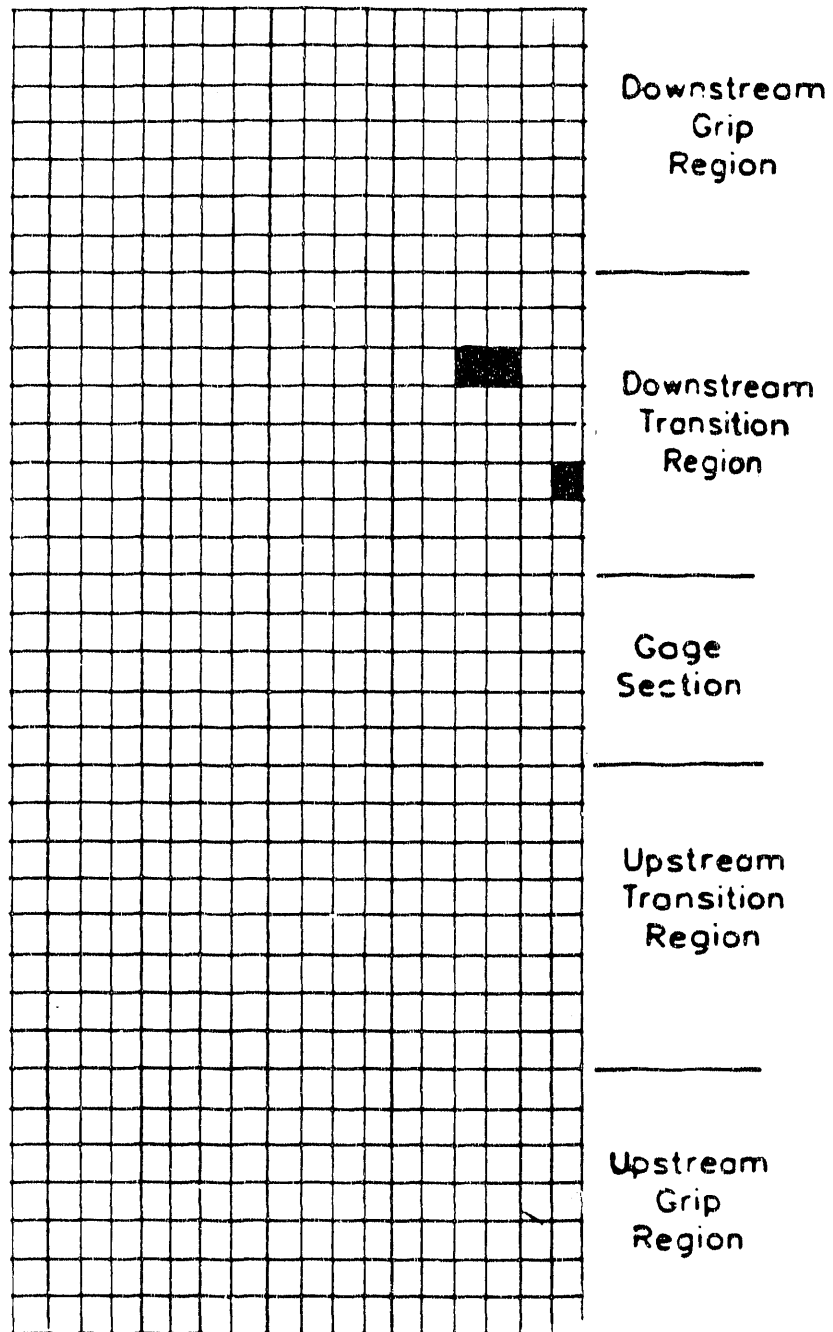 Downstream
Grip
Region
Downstream
Transition
Region
Gage
Section
Upstream
Transition
Region
Upstream
Grip
Region